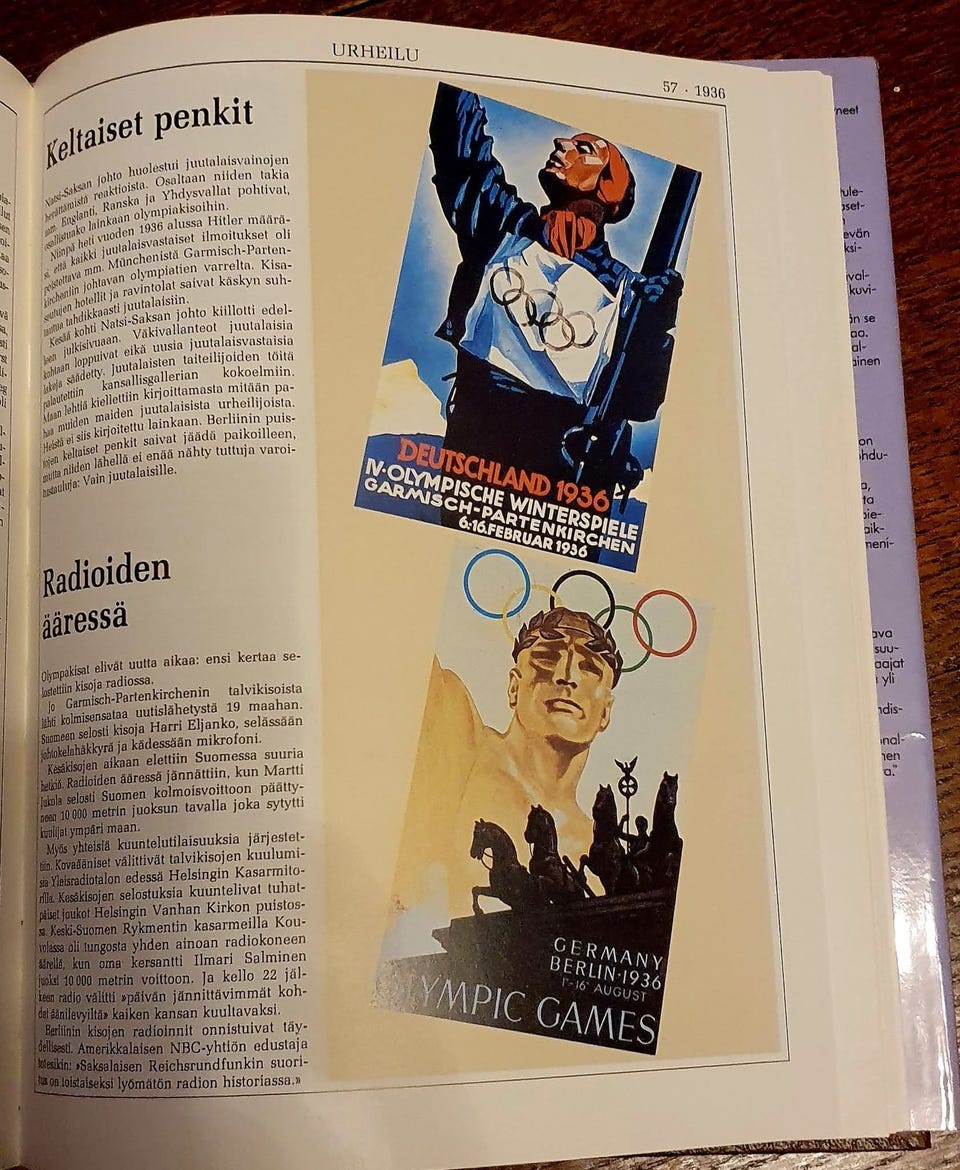 URHEILU
57 · 1936
Keltaiset penkit
Natsi-Saksan johto huolestui juutalaisvainojen
herättämistä reaktioista. Osaltaan niiden takia
mm. Englanti, Ranska ja Yhdysvallat pohtivat,
osallistuako lainkaan olympiakisoihin.
Niinpä heti vuoden 1936 alussa Hitler määrä-
si, että kaikki juutalaisvastaiset ilmoitukset oli
poistettava mm. Münchenistä Garmisch-Parten-
kircheniin johtavan olympiatien varrelta. Kisa-
seutujen hotellit ja ravintolat saivat käskyn suh-
tautua tahdikkaasti juutalaisiin.
Kesää kohti Natsi-Saksan johto kiillotti edel-
leen julkisivuaan. Väkivallanteot juutalaisia
kohtaan loppuivat eikä uusia juutalaisvastaisia
lakeja säädetty. Juutalaisten taiteilijoiden töitä
palautettiin kansallisgallerian kokoelmiin.
Maan lehtiä kiellettiin kirjoittamasta mitään pa-
haa muiden maiden juutalaisista urheilijoista.
Heistä ei siis kirjoitettu lainkaan. Berliinin puis-
tojen keltaiset penkit saivat jäädä paikoilleen,
mutta niiden lähellä ei enää nähty tuttuja varoi-
tustauluja: Vain juutalaisille.
Radioiden
ääressä
Olympakisat elivät uutta aikaa: ensi kertaa se-
lostettiin kisoja radiossa.
Jo Garmisch-Partenkirchenin talvikisoista
lähti kolmisensataa uutislähetystä 19 maahan.
Suomeen selosti kisoja Harri Eljanko, selässään
johtokelahäkkyrä ja kädessään mikrofoni.
Kesäkisojen aikaan elettiin Suomessa suuria
hetkiä. Radioiden ääressä jännättiin, kun Martti
Jukola selosti Suomen kolmoisvoittoon päätty-
neen 10 000 metrin juoksun tavalla joka sytytti
kuulijat ympäri maan.
Myös yhteisiä kuuntelutilaisuuksia järjestet-
tiin. Kovaääniset välittivät talvikisojen kuulumi-
sia Yleisradiotalon edessä Helsingin Kasarmito-
rilla. Kesäkisojen selostuksia kuuntelivat tuhat-
päiset joukot Helsingin Vanhan Kirkon puistos-
sa. Keski-Suomen Rykmentin kasarmeilla Kou-
volassa oli tungosta yhden ainoan radiokoneen
äärellä, kun oma kersantti Ilmari Salminen
juoksi 10 000 metrin voittoon. Ja kello 22 jäl-
keen radio välitti »päivän jännittävimmät koh-
dat äänilevyiltä» kaiken kansan kuultavaksi.
Berliinin kisojen radioinnit onnistuivat täy-
dellisesti. Amerikkalaisen NBC-yhtiön edustaja
totesikin: »Saksalaisen Reichsrundfunkin suori-
tus on toistaiseksi lyömätön radion historiassa.»
DEUTSCHLAND 1936
IV·OLYMPISCHE WINTERSPIELE
GARMISCH-PARTENKIRCHEN
6.-16.FEBRUAR 1936
GERMANY
BERLIN·1936
1st-16th AUGUST
OLYMPIC GAMES